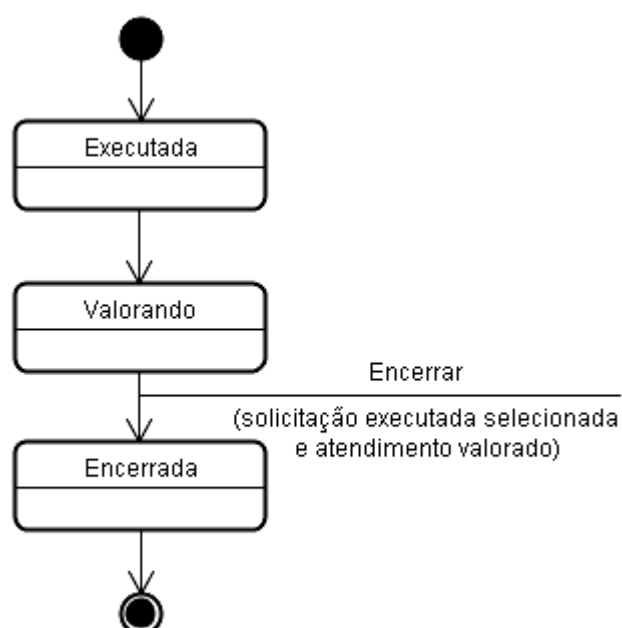 Executada
Valorando
Encerrar
(solicitação executada selecionada
e atendimento valorado)
Encerrada